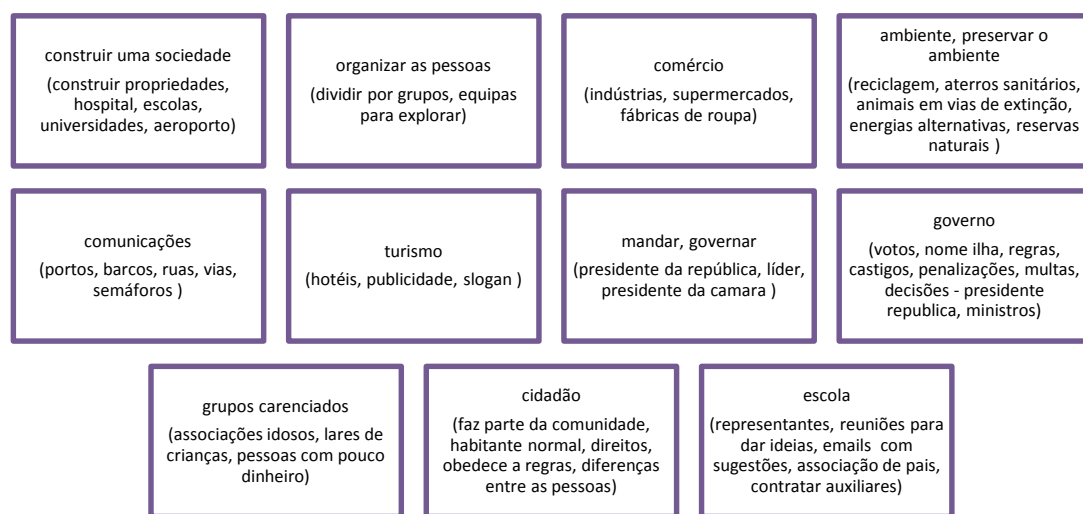 construir uma sociedade
(construir propriedades,
hospital, escolas,
universidades, aeroporto)
organizar as pessoas
(dividir por grupos, equipas
para explorar)
comércio
(indústrias, supermercados,
fábricas de roupa)
ambiente, preservar o
ambiente
(reciclagem, aterros sanitários,
animais em vias de extinção,
energias alternativas, reservas
naturais )
comunicações
(portos, barcos, ruas, vias,
semáforos )
turismo
(hotéis, publicidade, slogan )
mandar, governar
(presidente da república, líder,
presidente da camara )
governo
(votos, nome ilha, regras,
castigos, penalizações, multas,
decisões - presidente
republica, ministros)
grupos carenciados
(associações idosos, lares de
crianças, pessoas com pouco
dinheiro)
cidadão
(faz parte da comunidade,
habitante normal, direitos,
obedece a regras, diferenças
entre as pessoas)
escola
(representantes, reuniões para
dar ideias, emails  com
sugestões, associação de pais,
contratar auxiliares)